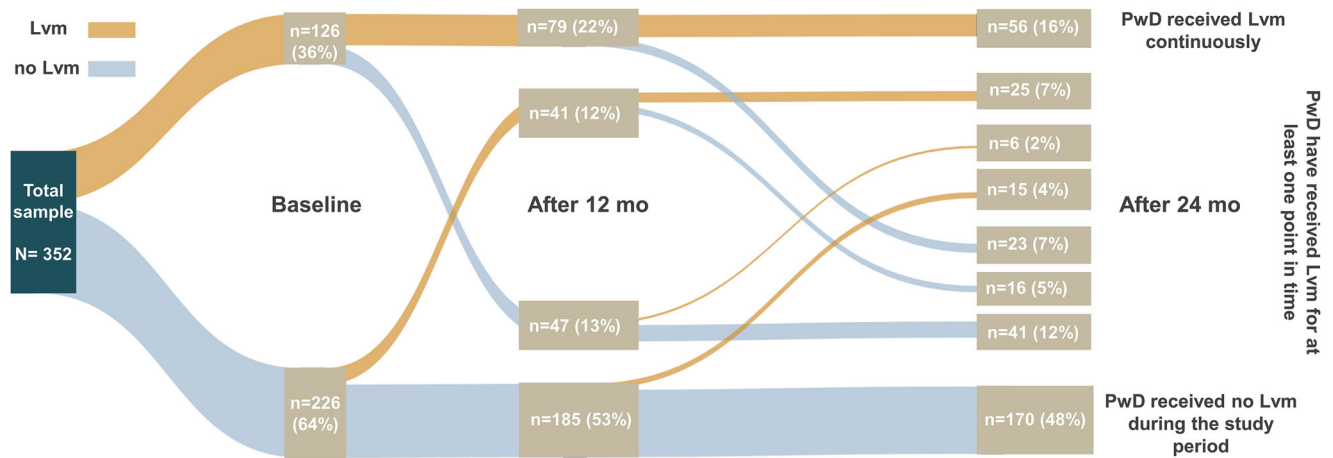 Lvm
no Lvm
Total
sample
N= 352
n=126
(36%)
n=226
(64%)
Baseline
n=79 (22%)
n=41 (12%)
After 12 mo
n=47 (13%)
n=185 (53%)
n=56 (16%)
n=25 (7%)
n=6 (2%)
n=15 (4%)
n=23 (7%)
n=16 (5%)
n=41 (12%)
n=170 (48%)
After 24 mo
PwD received Lvm
continuously
PwD have received Lvm for at
least one point in time
PwD received no Lvm
during the study
period